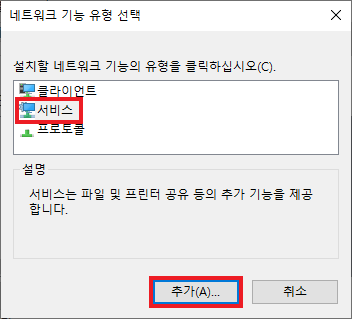 네트워크 기능 유형 선택
설치할 네트워크 기능의 유형을 클릭하십시오(C).
클라이언트
서비스
프로토콜
설명
서비스는 파일 및 프린터 공유 등의 추가 기능을 제공
합니다.
추가(A)...
취소